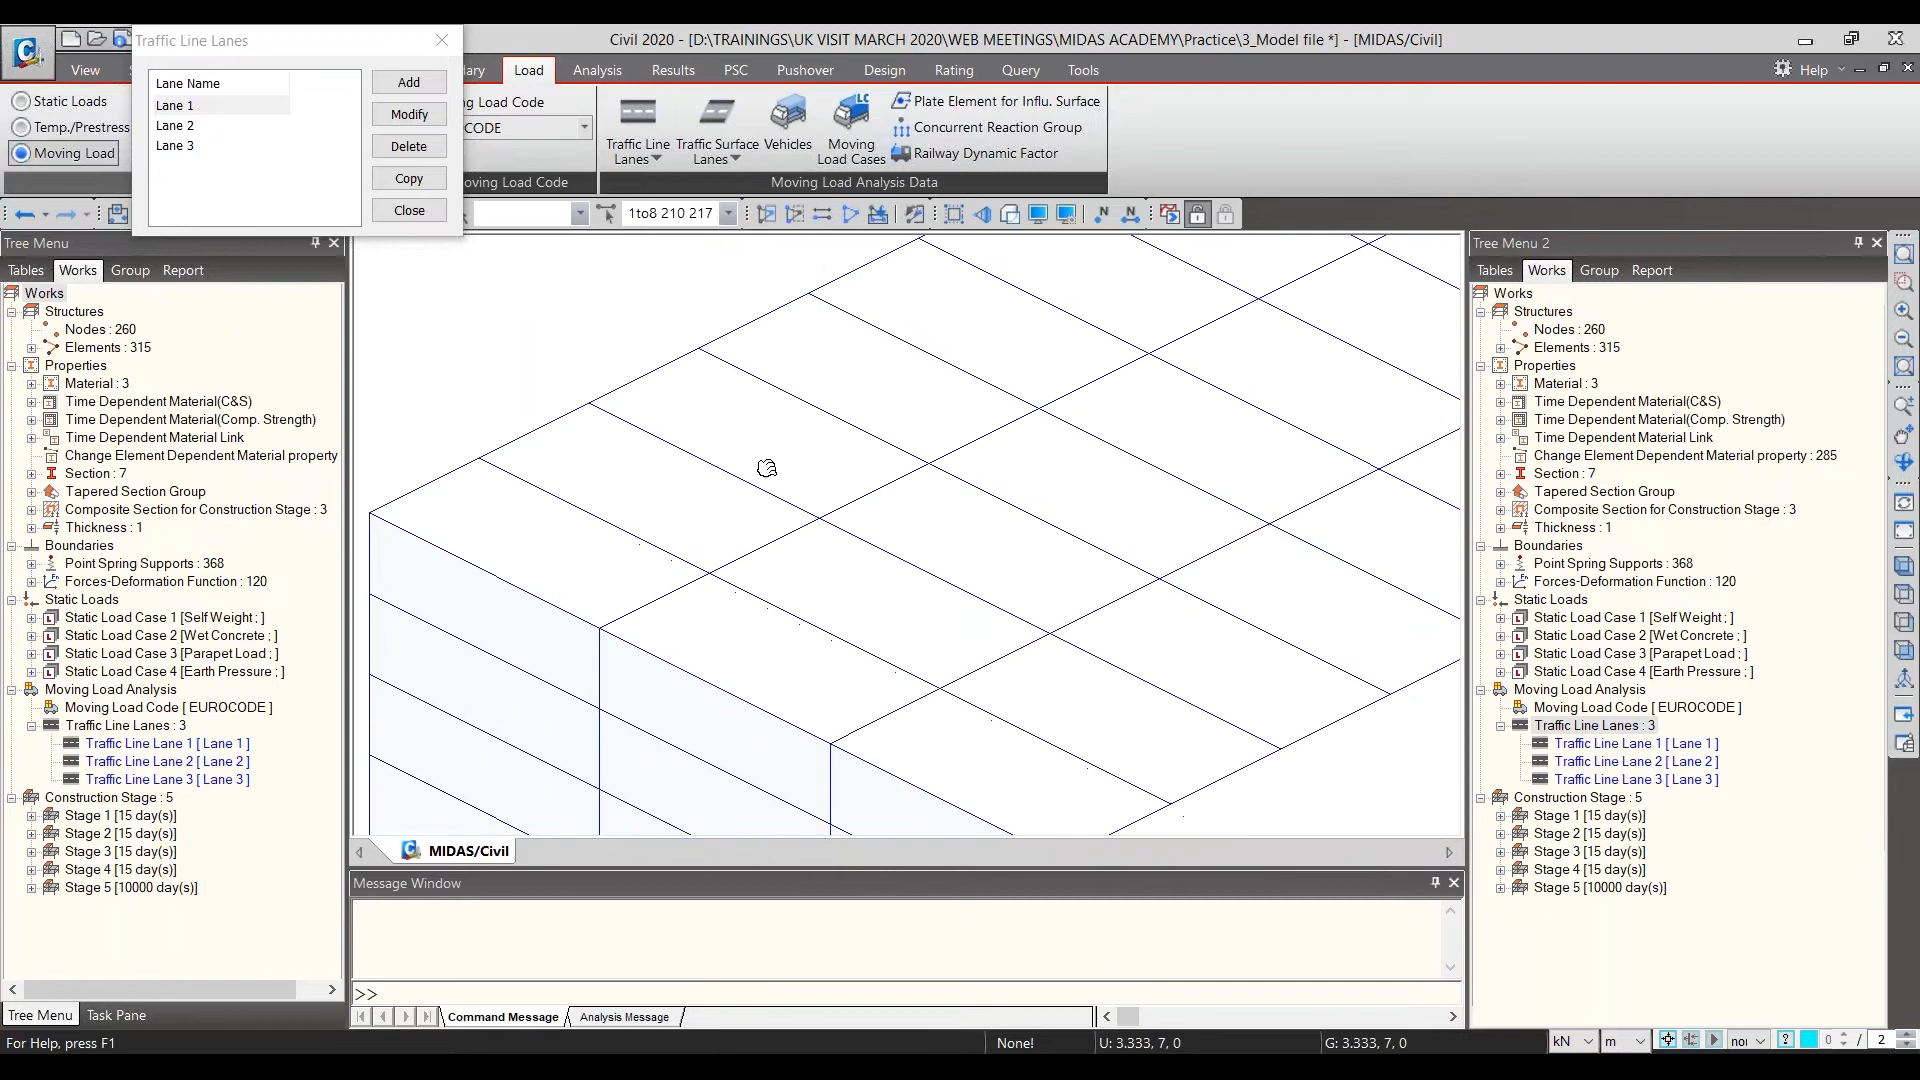 Civil 2020 - [D:\TRAININGS\UK VISIT MARCH 2020\WEB MEETINGS\MIDAS ACADEMY\Practice\3_Model file *] - [MIDAS/Civil]
Traffic Line Lanes
Lane Name
Lane 1
Lane 2
Lane 3
Add
Modify
Delete
Copy
Close
View
Load
Analysis
Results
PSC
Pushover
Design
Rating
Query
Tools
Help
Static Loads
Temp./Prestress
Moving Load
CODE
Traffic Line
Lanes
Traffic Surface
Lanes
Vehicles
Moving
Load Cases
Plate Element for Influ. Surface
Concurrent Reaction Group
Railway Dynamic Factor
Moving Load Analysis Data
1to8 210 217
Tree Menu
Tables
Works
Group
Report
Works
Structures
Nodes : 260
Elements : 315
Properties
Material : 3
Time Dependent Material(C&S)
Time Dependent Material(Comp. Strength)
Time Dependent Material Link
Change Element Dependent Material property
Section : 7
Tapered Section Group
Composite Section for Construction Stage : 3
Thickness : 1
Boundaries
Point Spring Supports : 368
Forces-Deformation Function : 120
Static Loads
Static Load Case 1 [Self Weight ; ]
Static Load Case 2 [Wet Concrete ; ]
Static Load Case 3 [Parapet Load ; ]
Static Load Case 4 [Earth Pressure ; ]
Moving Load Analysis
Moving Load Code [ EUROCODE ]
Traffic Line Lanes : 3
Traffic Line Lane 1 [ Lane 1 ]
Traffic Line Lane 2 [ Lane 2 ]
Traffic Line Lane 3 [ Lane 3 ]
Construction Stage : 5
Stage 1 [15 day(s)]
Stage 2 [15 day(s)]
Stage 3 [15 day(s)]
Stage 4 [15 day(s)]
Stage 5 [10000 day(s)]
Tree Menu
Task Pane
MIDAS/Civil
Message Window
>>
Command Message
Analysis Message
Tree Menu 2
Tables
Works
Group
Report
Works
Structures
Nodes : 260
Elements : 315
Properties
Material : 3
Time Dependent Material(C&S)
Time Dependent Material(Comp. Strength)
Time Dependent Material Link
Change Element Dependent Material property : 285
Section : 7
Tapered Section Group
Composite Section for Construction Stage : 3
Thickness : 1
Boundaries
Point Spring Supports : 368
Forces-Deformation Function : 120
Static Loads
Static Load Case 1 [Self Weight ; ]
Static Load Case 2 [Wet Concrete ; ]
Static Load Case 3 [Parapet Load ; ]
Static Load Case 4 [Earth Pressure ; ]
Moving Load Analysis
Moving Load Code [ EUROCODE ]
Traffic Line Lanes : 3
Traffic Line Lane 1 [ Lane 1 ]
Traffic Line Lane 2 [ Lane 2 ]
Traffic Line Lane 3 [ Lane 3 ]
Construction Stage : 5
Stage 1 [15 day(s)]
Stage 2 [15 day(s)]
Stage 3 [15 day(s)]
Stage 4 [15 day(s)]
Stage 5 [10000 day(s)]
For Help, press F1
None!
U: 3.333, 7, 0
G: 3.333, 7, 0
kN
m
0 / 2